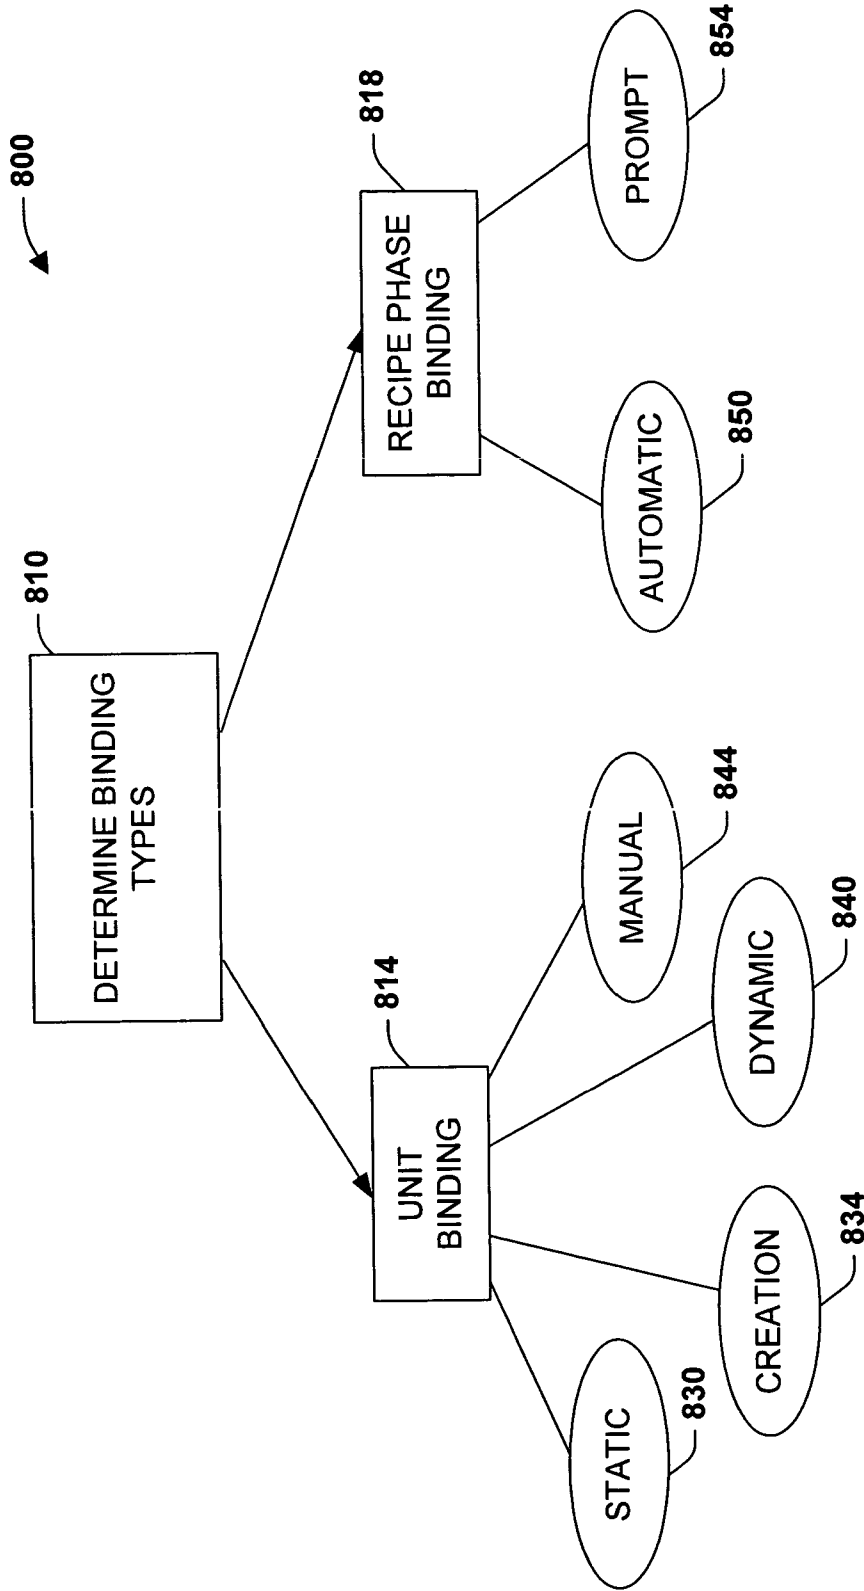 800
810
DETERMINE BINDING
TYPES
814
UNIT
BINDING
818
RECIPE PHASE
BINDING
STATIC
830
CREATION
834
DYNAMIC
840
MANUAL
844
AUTOMATIC
850
PROMPT
854